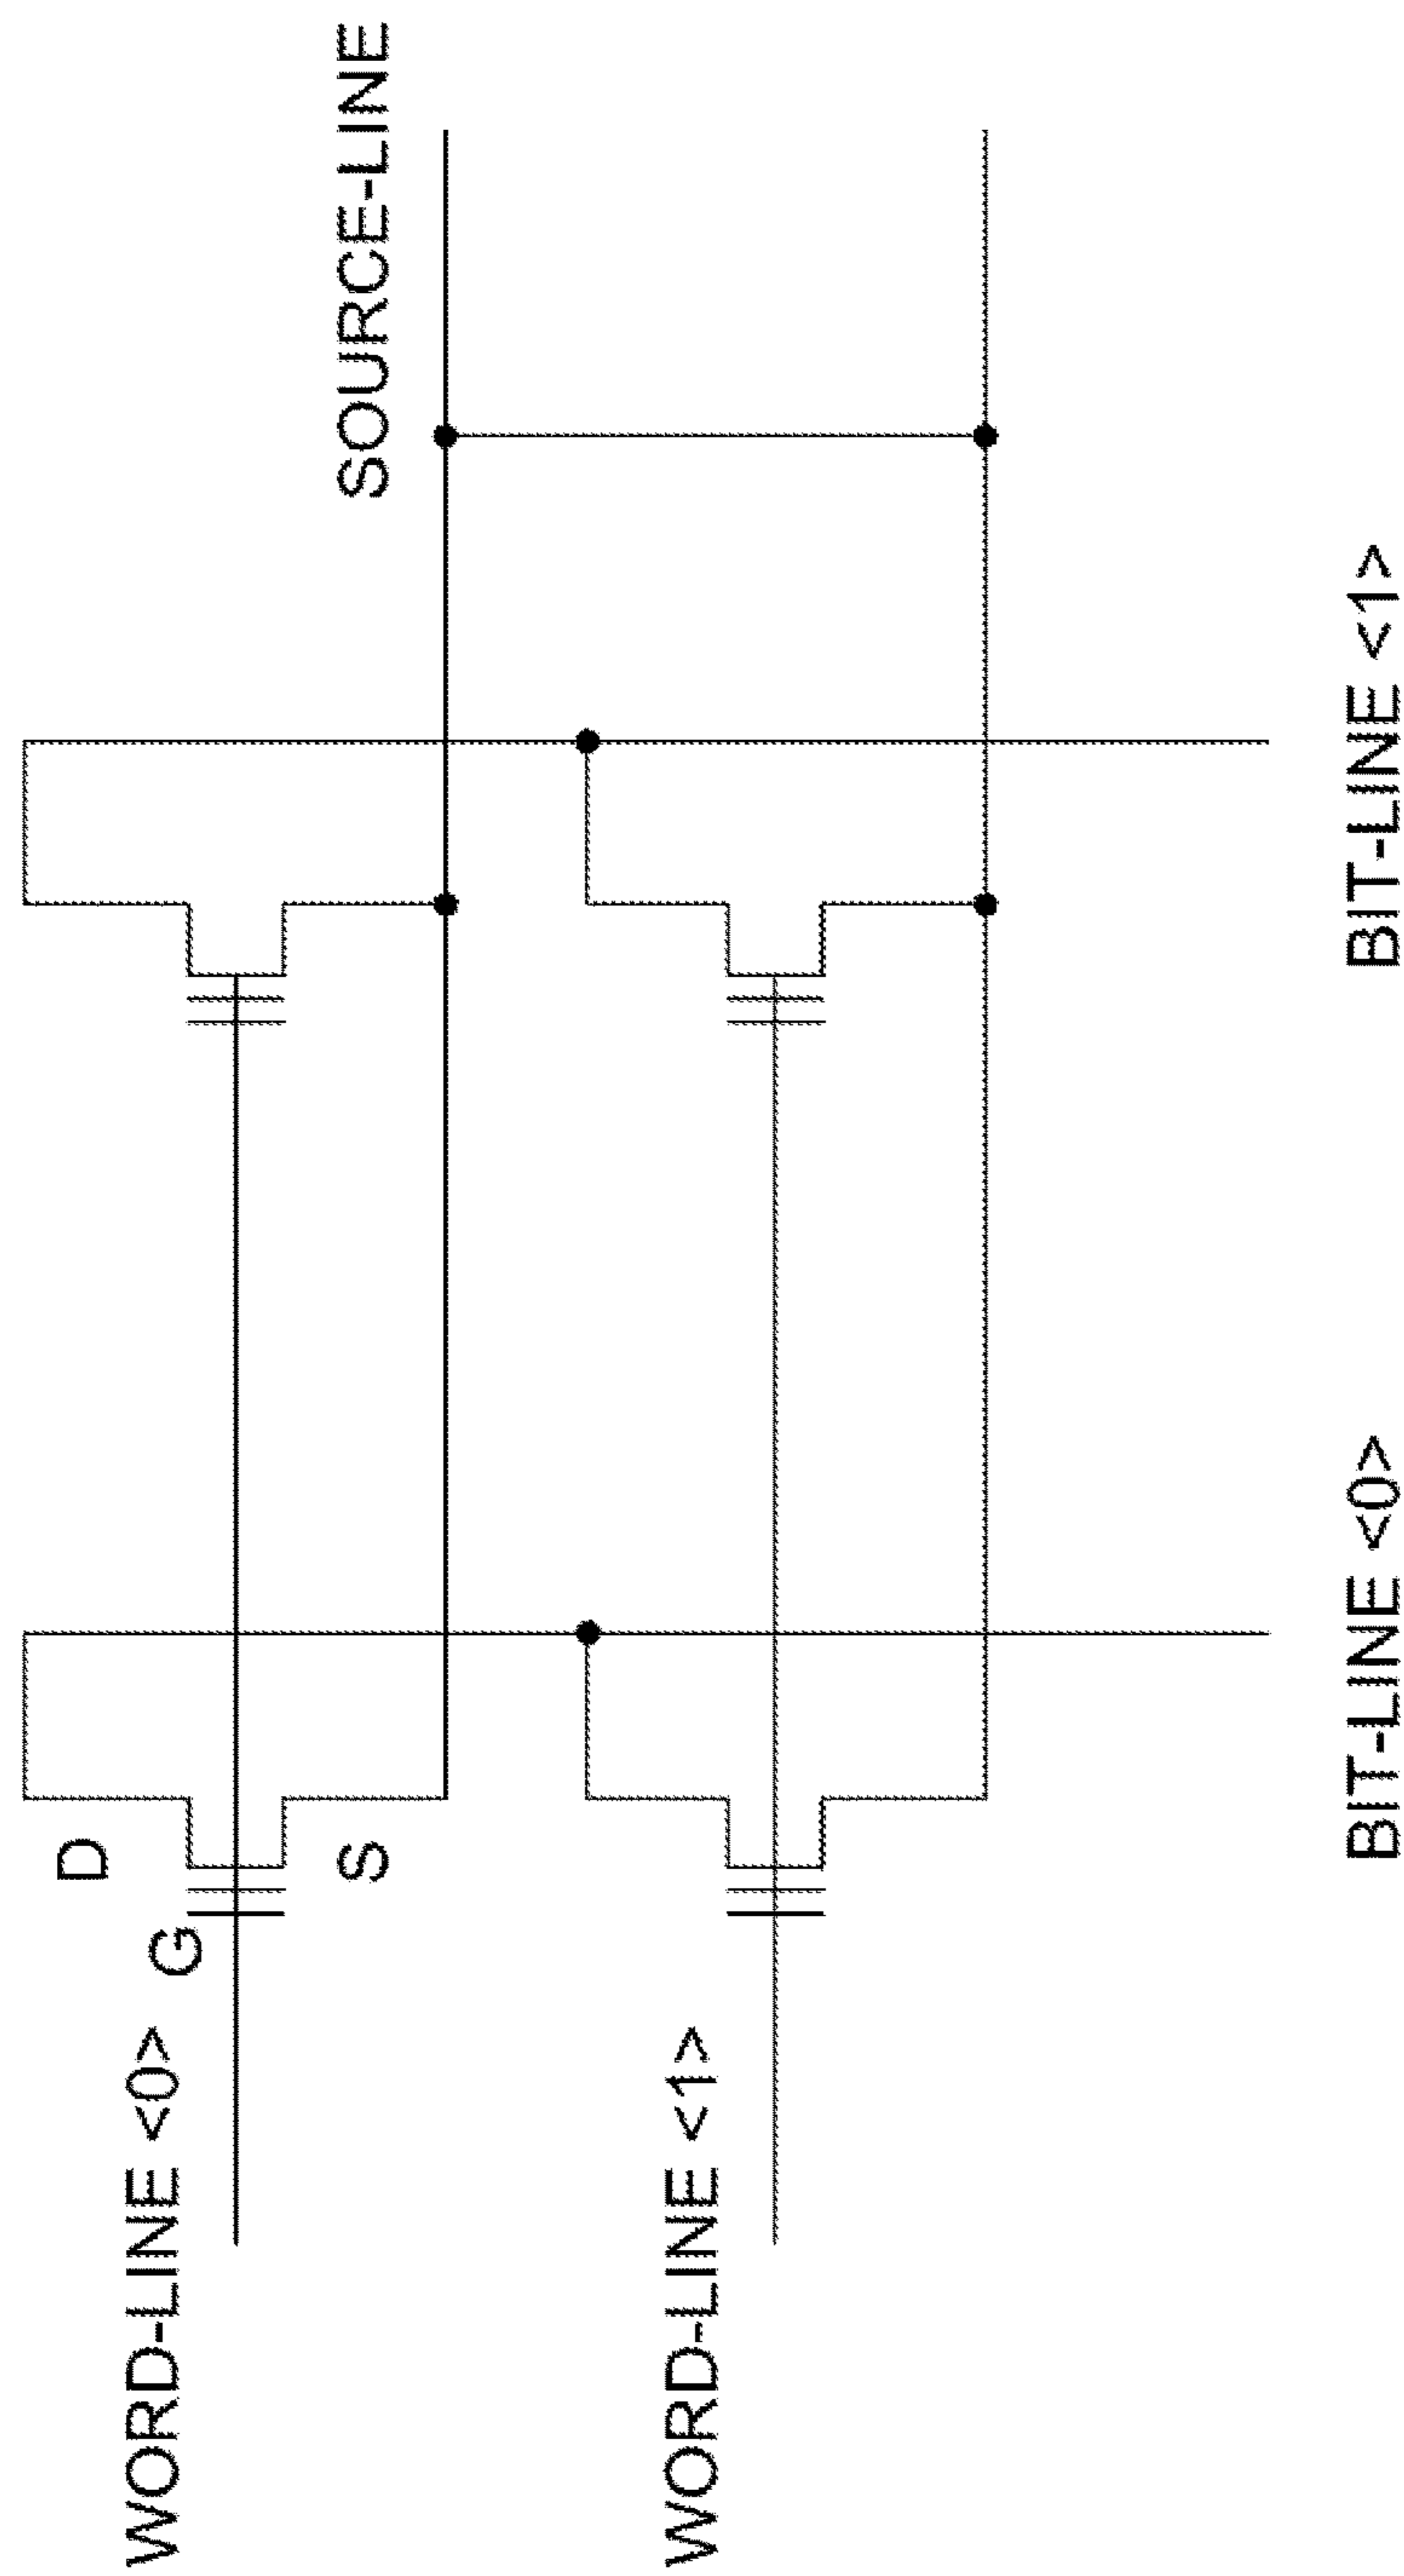 WORD-LINE <0>
G
D
S
SOURCE-LINE
WORD-LINE <1>
BIT-LINE <0>
BIT-LINE <1>